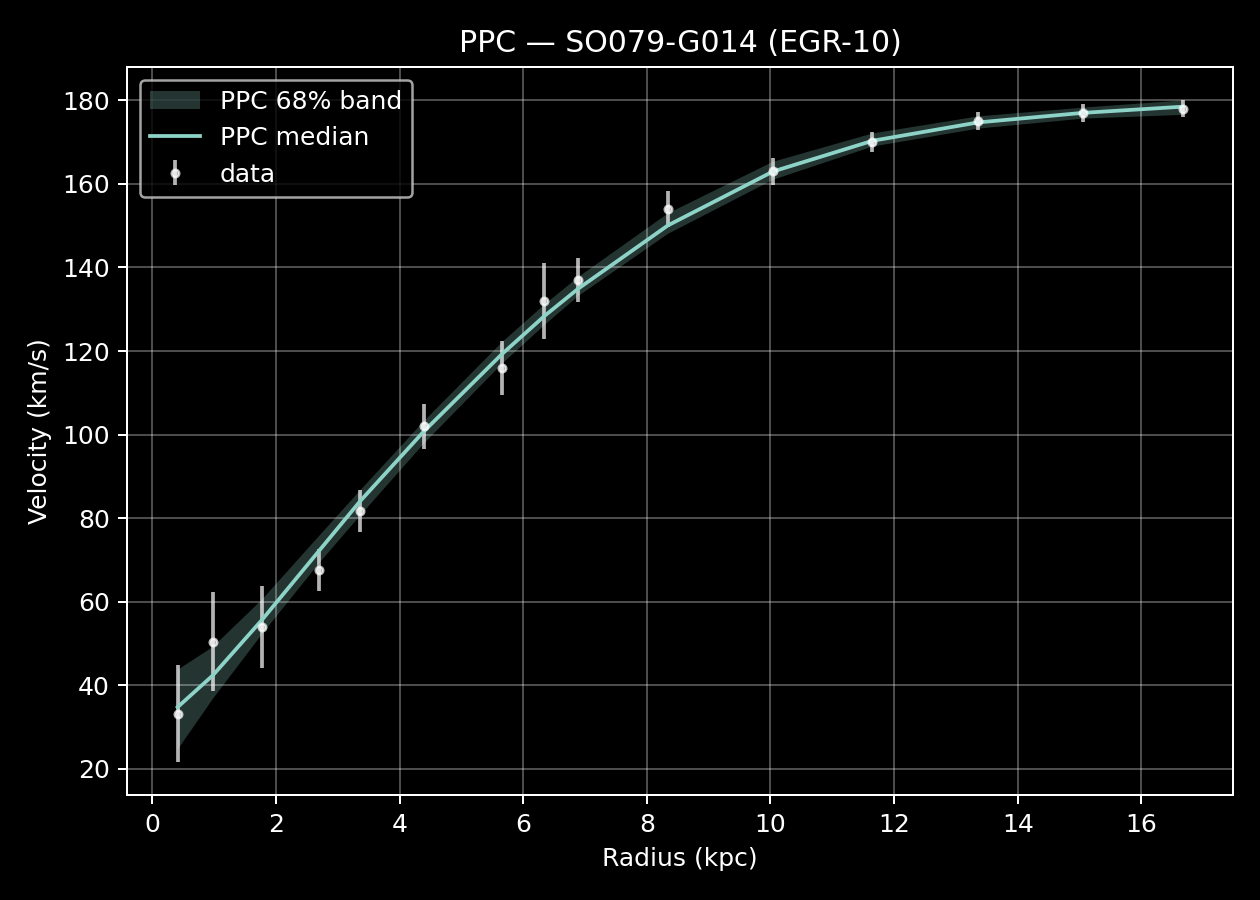 PPC — SO079-G014 (EGR-10)
PPC 68% band
PPC median
data
180
160
140
120
100
80
60
40
20
Velocity (km/s)
0 2 4 6 8 10 12 14 16
Radius (kpc)